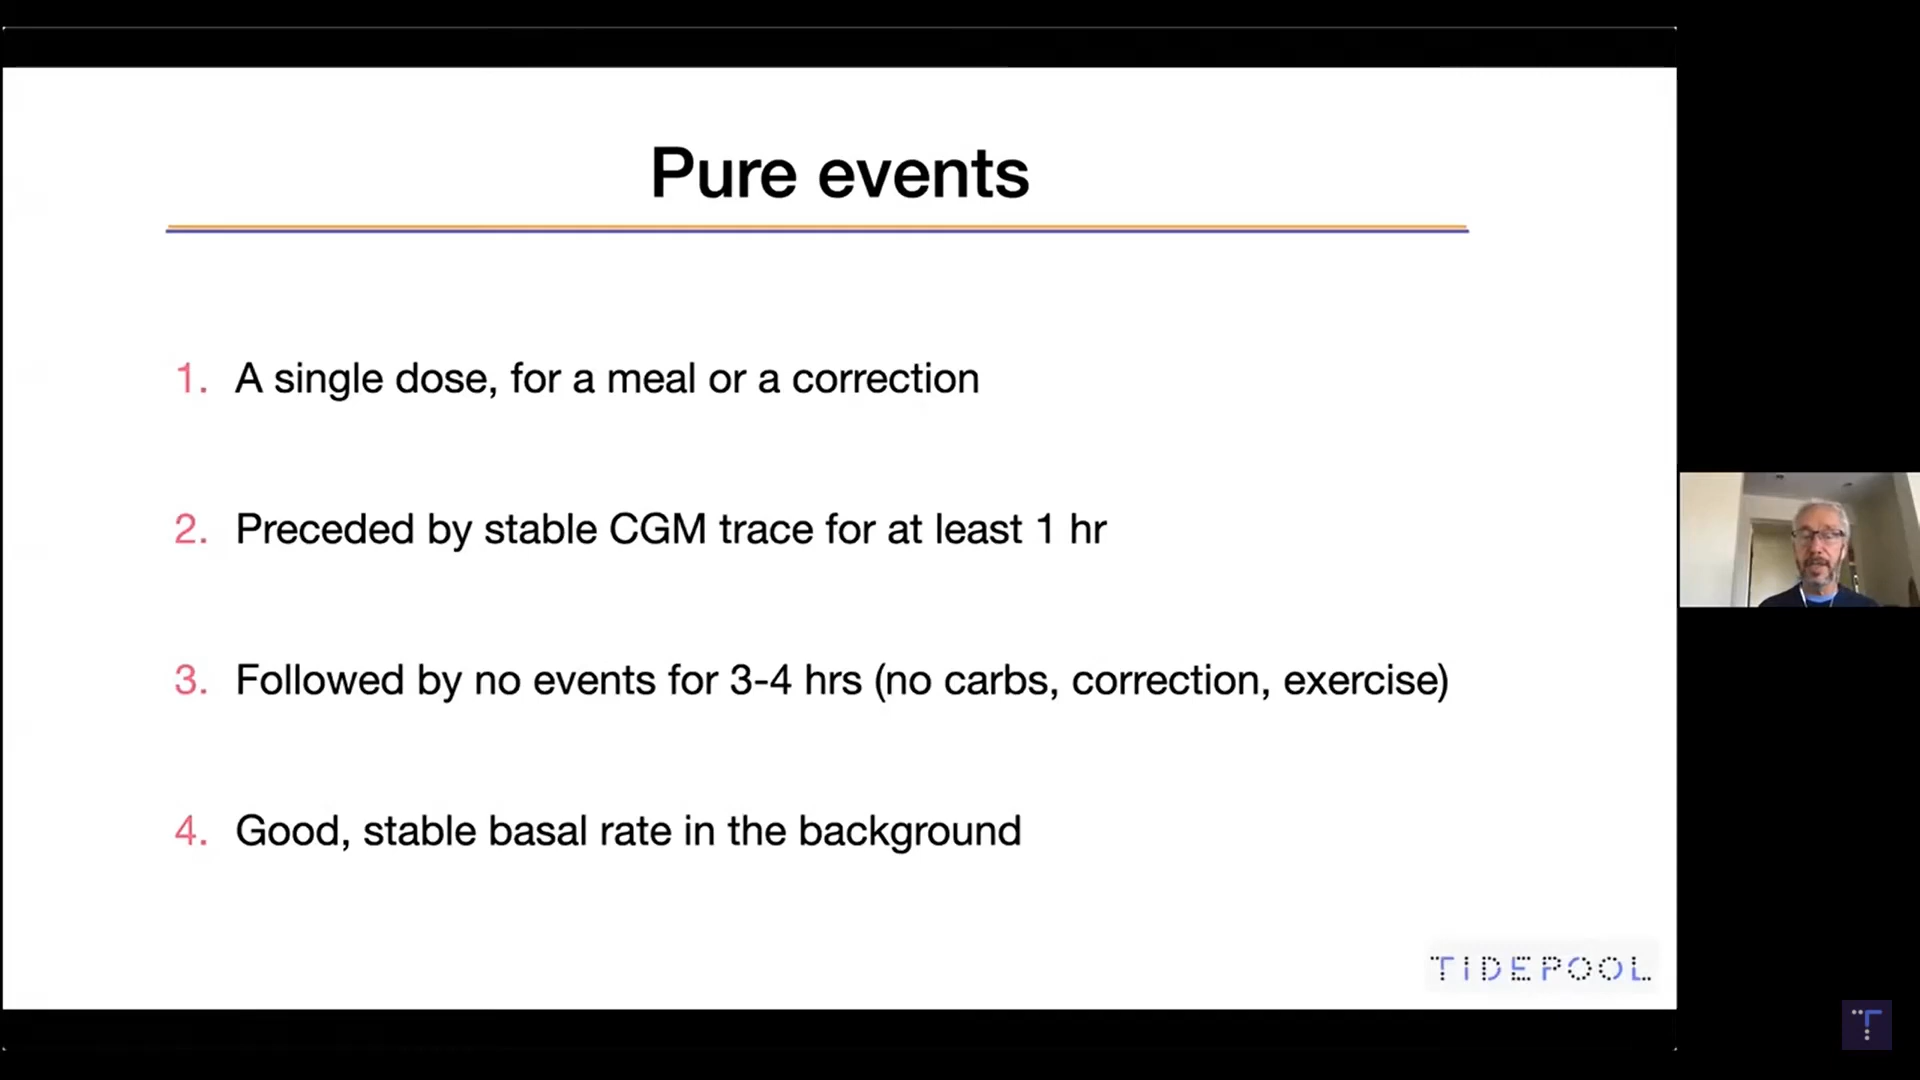 Pure events
1. A single dose, for a meal or a correction
2. Preceded by stable CGM trace for at least 1 hr
3. Followed by no events for 3-4 hrs (no carbs, correction, exercise)
4. Good, stable basal rate in the background
TIDEPOOL
T